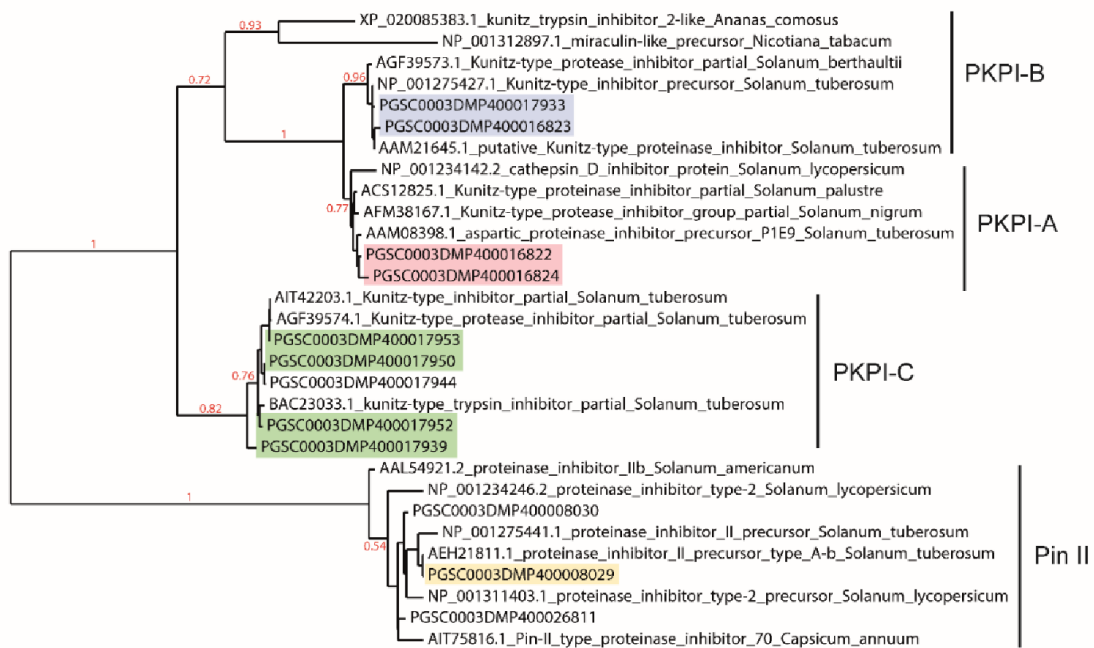 XP_020085383.1_kunitz_trypsin_inhibitor_2-like_Ananas_comosus
0.93
NP_001312897.1_miraculin-like_precursor_Nicotiana_tabacum
AGF39573.1_Kunitz-type_protease_inhibitor_partial_Solanum_berthaultii
PKPI-B
0.72
0.96
NP_001275427.1_Kunitz-type_inhibitor_precursor_Solanum_tuberosum
PGSC0003DMP400017933
PGSC0003DMP400016823
1
AAM21645.1_putative_Kunitz-type_proteinase_inhibitor_Solanum_tuberosum
NP_001234142.2_cathepsin_D_inhibitor_protein_Solanum_lycopersicum
ACS12825.1_Kunitz-type_proteinase_inhibitor_partial_Solanum_palustre
0.77
AFM38167.1_Kunitz-type_protease_inhibitor_group_partial_Solanum_nigrum
PKPI-A
AAM08398.1_aspartic_proteinase_inhibitor_precursor_P1E9_Solanum_tuberosum
1
PGSC0003DMP400016822
PGSC0003DMP400016824
AIT42203.1_Kunitz-type_inhibitor_partial_Solanum_tuberosum
AGF39574.1_Kunitz-type_protease_inhibitor_partial_Solanum_tuberosum
PGSC0003DMP400017953
PGSC0003DMP400017950
PKPI-C
0.76
PGSC0003DMP400017944
BAC23033.1_kunitz-type_trypsin_inhibitor_partial_Solanum_tuberosum
0.82
PGSC0003DMP400017952
PGSC0003DMP400017939
AAL54921.2_proteinase_inhibitor_IIb_Solanum_americanum
1
NP_001234246.2_proteinase_inhibitor_type-2_Solanum_lycopersicum
PGSC0003DMP400008030
NP_001275441.1_proteinase_inhibitor_II_precursor_Solanum_tuberosum
0.54
AEH21811.1_proteinase_inhibitor_II_precursor_type_A-b_Solanum_tuberosum
Pin II
PGSC0003DMP400008029
NP_001311403.1_proteinase_inhibitor_type-2_precursor_Solanum_lycopersicum
PGSC0003DMP400026811
AIT75816.1_Pin-II_type_proteinase_inhibitor_70_Capsicum_annuum